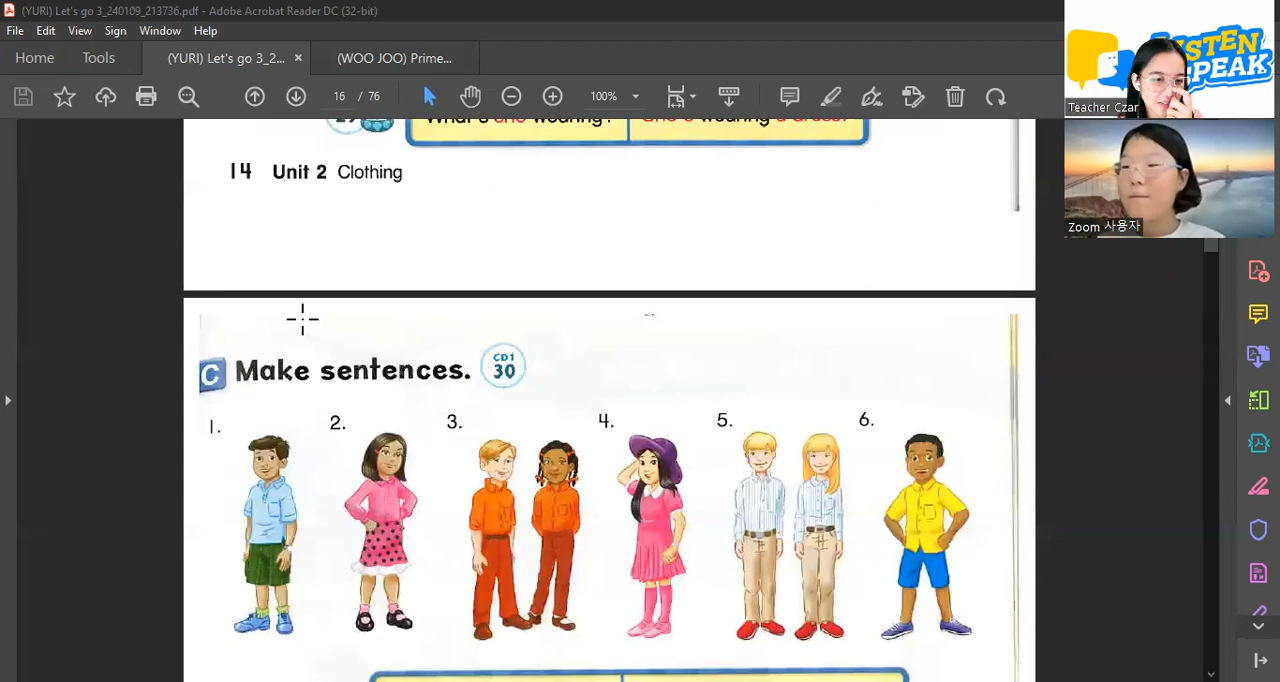 (YURI) Let's go 3_240109_213736.pdf - Adobe Acrobat Reader DC (32-bit)
File Edit View Sign Window Help
Home Tools (YURI) Let's go 3_2... × (WOO JOO) Prime...
16 / 76 100%
LISTEN
SPEAK
Teacher Czar
Zoom 사용자
29 What's she wearing? She's wearing a dress.
14 Unit 2 Clothing
C Make sentences. CD1 30
1. 2. 3. 4. 5. 6.